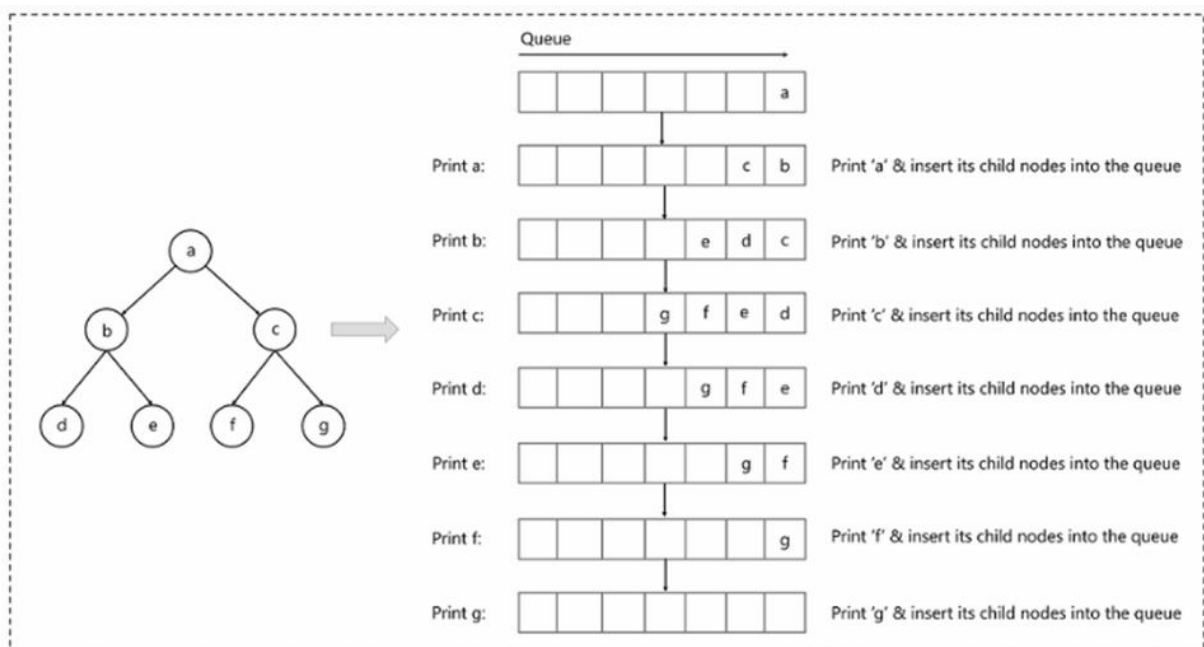 Queue
a
Print a: c b Print 'a' & insert its child nodes into the queue
Print b: e d c Print 'b' & insert its child nodes into the queue
a
b c
Print c: g f e d Print 'c' & insert its child nodes into the queue
Print d: g f e Print 'd' & insert its child nodes into the queue
d e f g
Print e: g f Print 'e' & insert its child nodes into the queue
Print f: g Print 'f' & insert its child nodes into the queue
Print g: Print 'g' & insert its child nodes into the queue